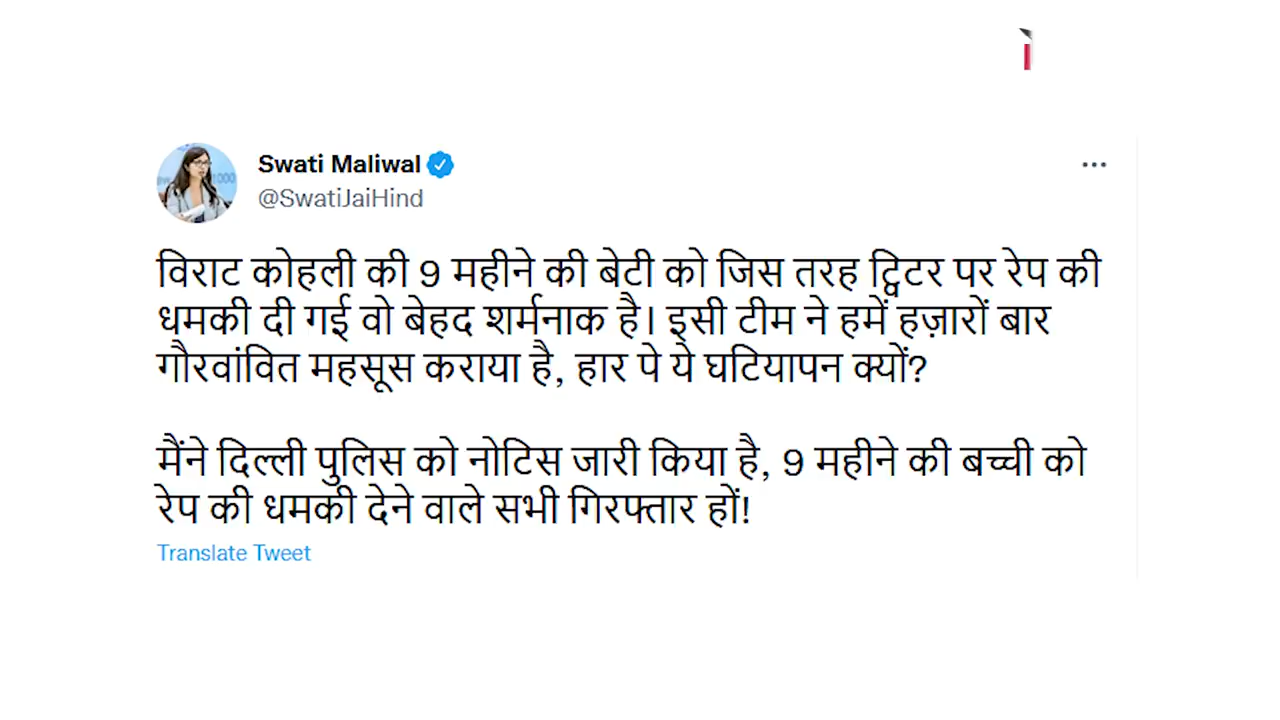 Swati Maliwal
@SwatiJaiHind
विराट कोहली की 9 महीने की बेटी को जिस तरह ट्विटर पर रेप की
धमकी दी गई वो बेहद शर्मनाक है। इसी टीम ने हमें हज़ारों बार
गौरवांवित महसूस कराया है, हार पे ये घटियापन क्यों?
मैंने दिल्ली पुलिस को नोटिस जारी किया है, 9 महीने की बच्ची को
रेप की धमकी देने वाले सभी गिरफ्तार हों!
Translate Tweet